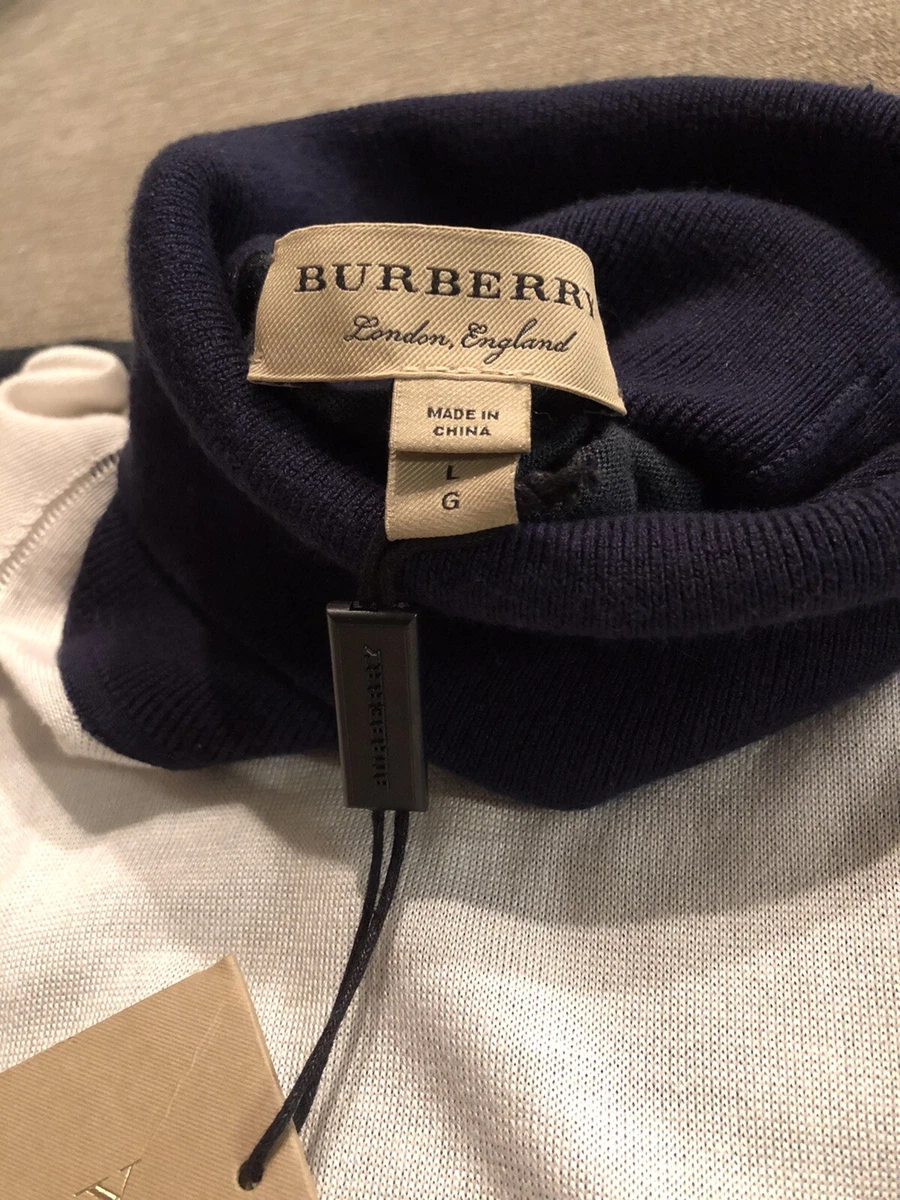 BURBERRY
London, England
MADE IN
CHINA
L
G
BURBERRY